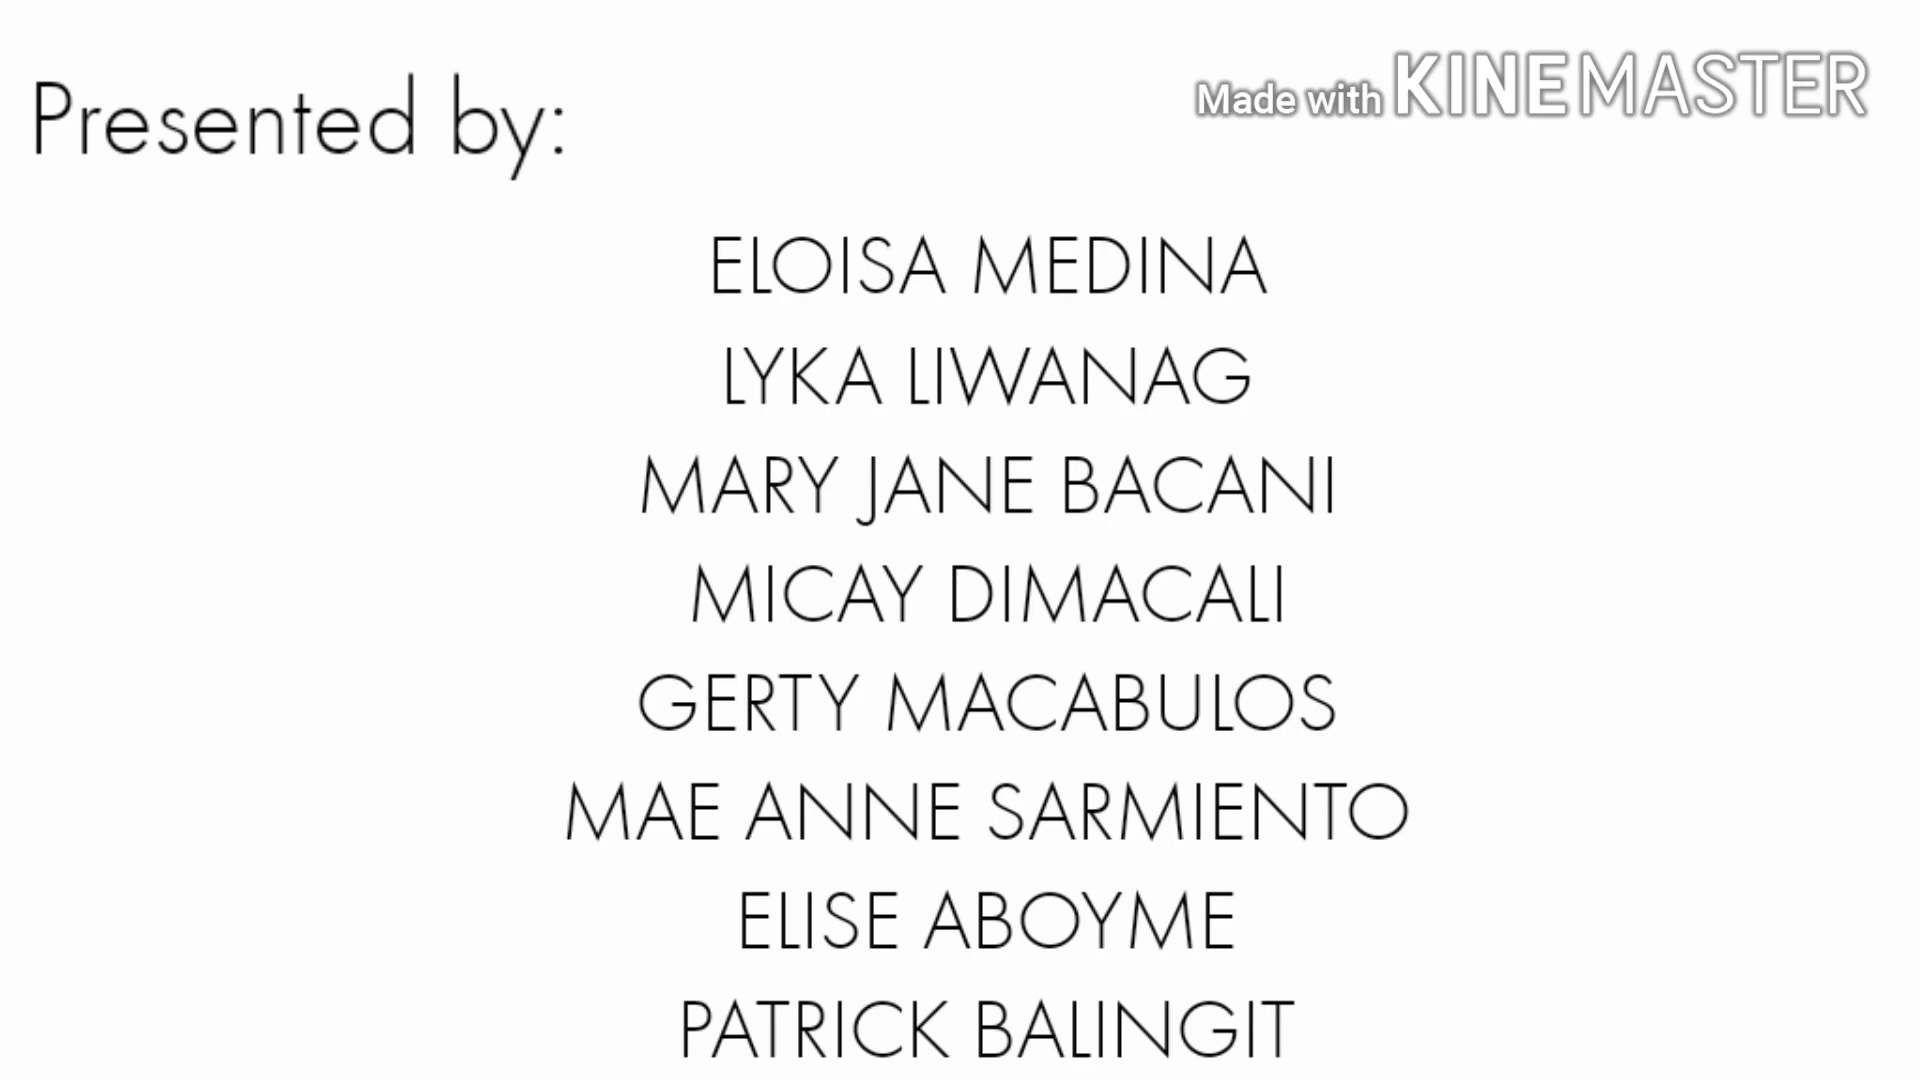 Made with KINEMASTER
Presented by:
ELOISA MEDINA
LYKA LIWANAG
MARY JANE BACANI
MICAY DIMACALI
GERTY MACABULOS
MAE ANNE SARMIENTO
ELISE ABOYME
PATRICK BALINGIT